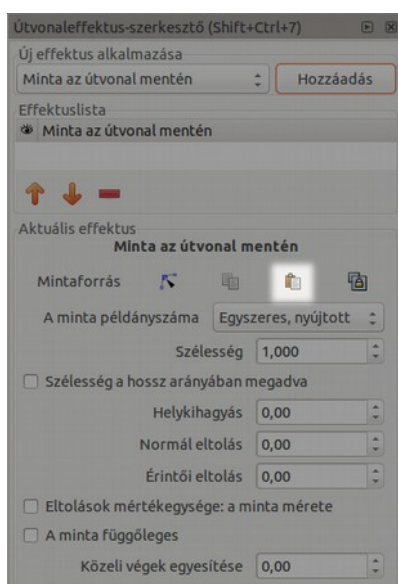 Útvonaleffektus-szerkesztő (Shift+Ctrl+7)
Új effektus alkalmazása
Minta az útvonal mentén Hozzáadás
Effektuslista
Minta az útvonal mentén
Aktuális effektus
Minta az útvonal mentén
Mintaforrás
A minta példányszáma Egyszeres, nyújtott
Szélesség 1,000
Szélesség a hossz arányában megadva
Helykihagyás 0,00
Normál eltolás 0,00
Érintői eltolás 0,00
Eltolások mértékegysége: a minta mérete
A minta függőleges
Közeli végek egyesítése 0,00